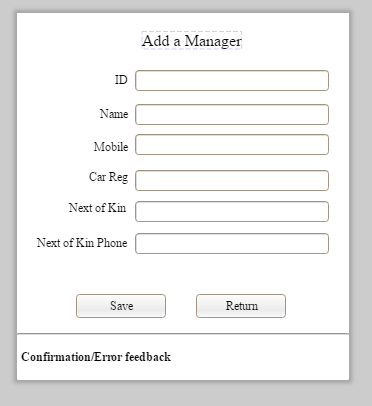 Add a Manager
ID
Name
Mobile
Car Reg
Next of Kin
Next of Kin Phone
Save Return
Confirmation/Error feedback